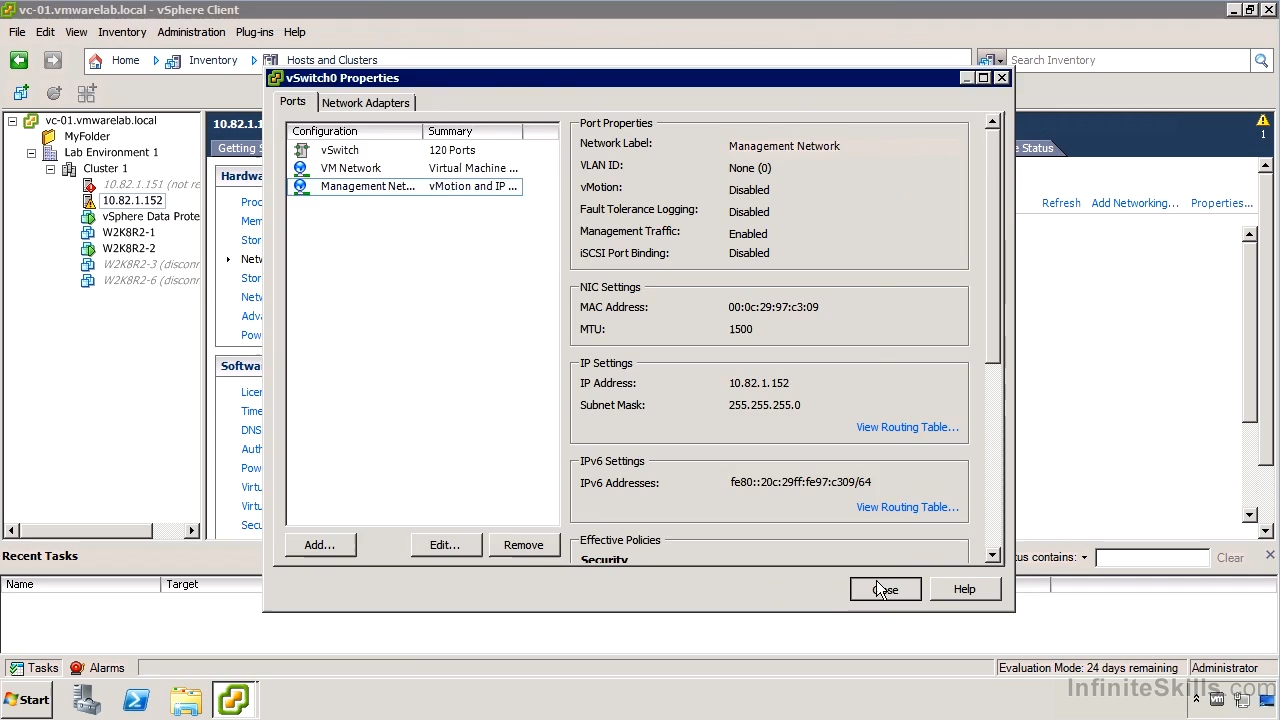 vc-01.vmwarelab.local - vSphere Client
File Edit View Inventory Administration Plug-ins Help
Home Inventory Hosts and Clusters Search Inventory
vc-01.vmwarelab.local
MyFolder
Lab Environment 1
Cluster 1
10.82.1.151 (not re
10.82.1.152
vSphere Data Prote
W2K8R2-1
W2K8R2-2
W2K8R2-3 (disconn
W2K8R2-6 (disconn
10.82.1.1
Getting S
e Status
1
Hardwa
Proc
Mem
Stor
Netw
Stor
Netw
Adva
Pow
Softwa
Licen
Time
DNS
Auth
Powe
Virtu
Virtu
Secu
Refresh Add Networking... Properties...
vSwitch0 Properties
Ports Network Adapters
Configuration Summary
vSwitch 120 Ports
VM Network Virtual Machine ...
Management Net... vMotion and IP ...
Add... Edit... Remove
Port Properties
Network Label: Management Network
VLAN ID: None (0)
vMotion: Disabled
Fault Tolerance Logging: Disabled
Management Traffic: Enabled
iSCSI Port Binding: Disabled
NIC Settings
MAC Address: 00:0c:29:97:c3:09
MTU: 1500
IP Settings
IP Address: 10.82.1.152
Subnet Mask: 255.255.255.0
View Routing Table...
IPv6 Settings
IPv6 Addresses: fe80::20c:29ff:fe97:c309/64
View Routing Table...
Effective Policies
Security
Close Help
Recent Tasks
tus contains: Clear
Name Target
Tasks Alarms
Evaluation Mode: 24 days remaining Administrator
Start
InfiniteSkills.com